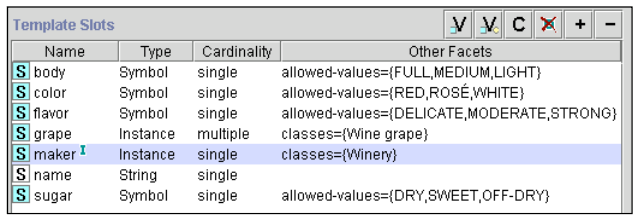 Template Slots V V C + −
Name Type Cardinality Other Facets
S body Symbol single allowed-values={FULL,MEDIUM,LIGHT}
S color Symbol single allowed-values={RED,ROSÉ,WHITE}
S flavor Symbol single allowed-values={DELICATE,MODERATE,STRONG}
S grape Instance multiple classes={Wine grape}
S maker I Instance single classes={Winery}
S name String single
S sugar Symbol single allowed-values={DRY,SWEET,OFF-DRY}